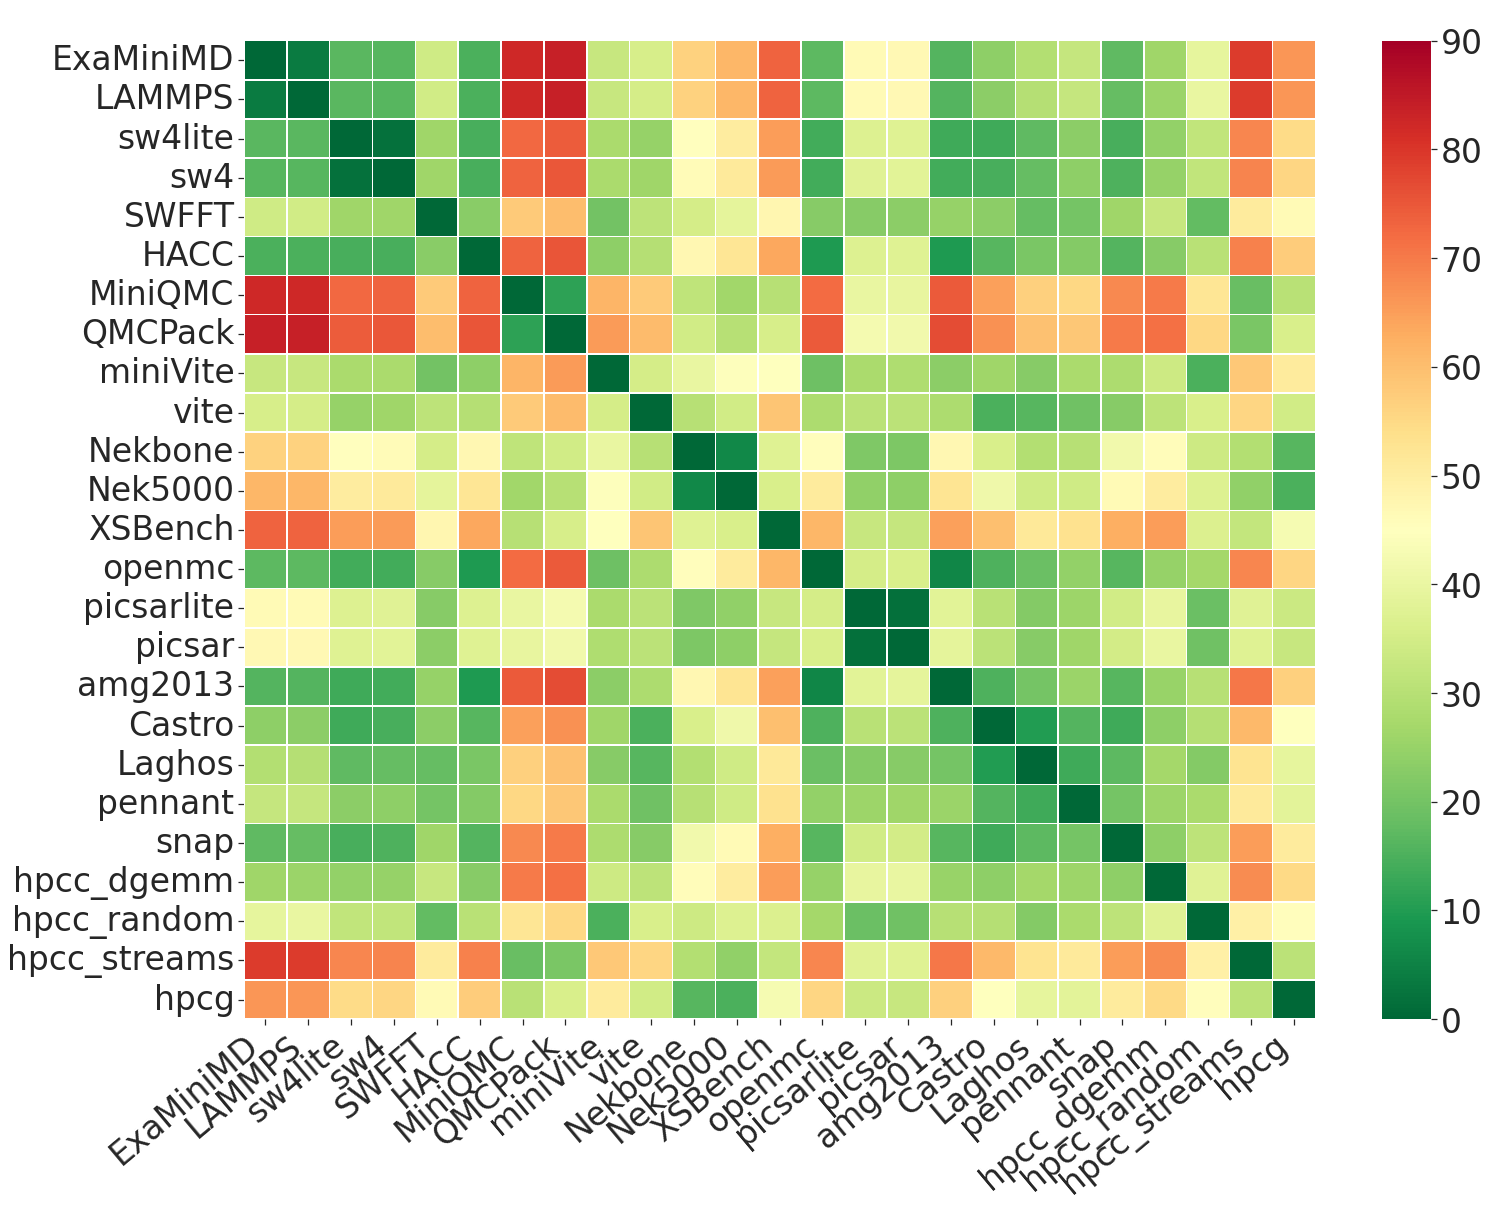 ExaMiniMD
LAMMPS
sw4lite
sw4
SWFFT
HACC
MiniQMC
QMCPack
miniVite
vite
Nekbone
Nek5000
XSBench
openmc
picsarlite
picsar
amg2013
Castro
Laghos
pennant
snap
hpcc_dgemm
hpcc_random
hpcc_streams
hpcg
ExaMiniMD
LAMMPS
sw4lite
sw4
SWFFT
HACC
MiniQMC
QMCPack
miniVite
vite
Nekbone
Nek5000
XSBench
openmc
picsarlite
picsar
amg2013
Castro
Laghos
pennant
snap
hpcc_dgemm
hpcc_random
hpcc_streams
hpcg
90
80
70
60
50
40
30
20
10
0